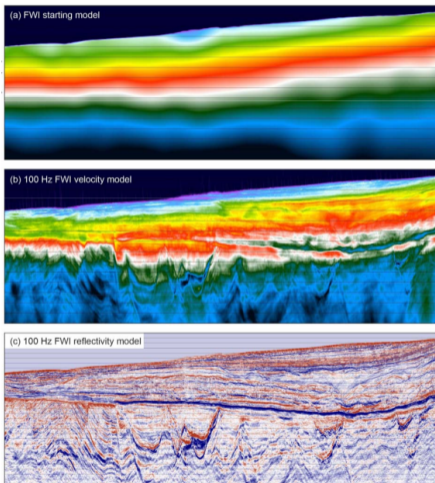 (a) FWI starting model
(b) 100 Hz FWI velocity model
(c) 100 Hz FWI reflectivity model